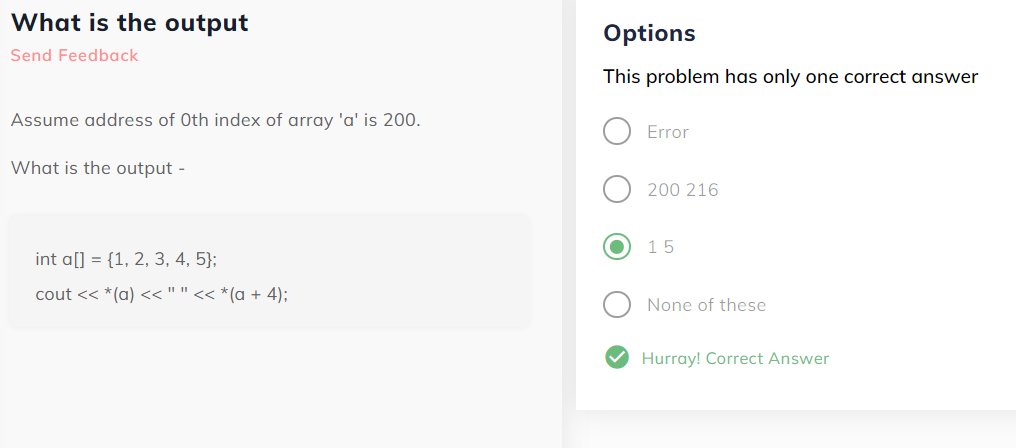 What is the output
Send Feedback
Assume address of 0th index of array 'a' is 200.
What is the output -
int a[] = {1, 2, 3, 4, 5};
cout << *(a) << " " << *(a + 4);
Options
This problem has only one correct answer
Error
200 216
1 5
None of these
Hurray! Correct Answer